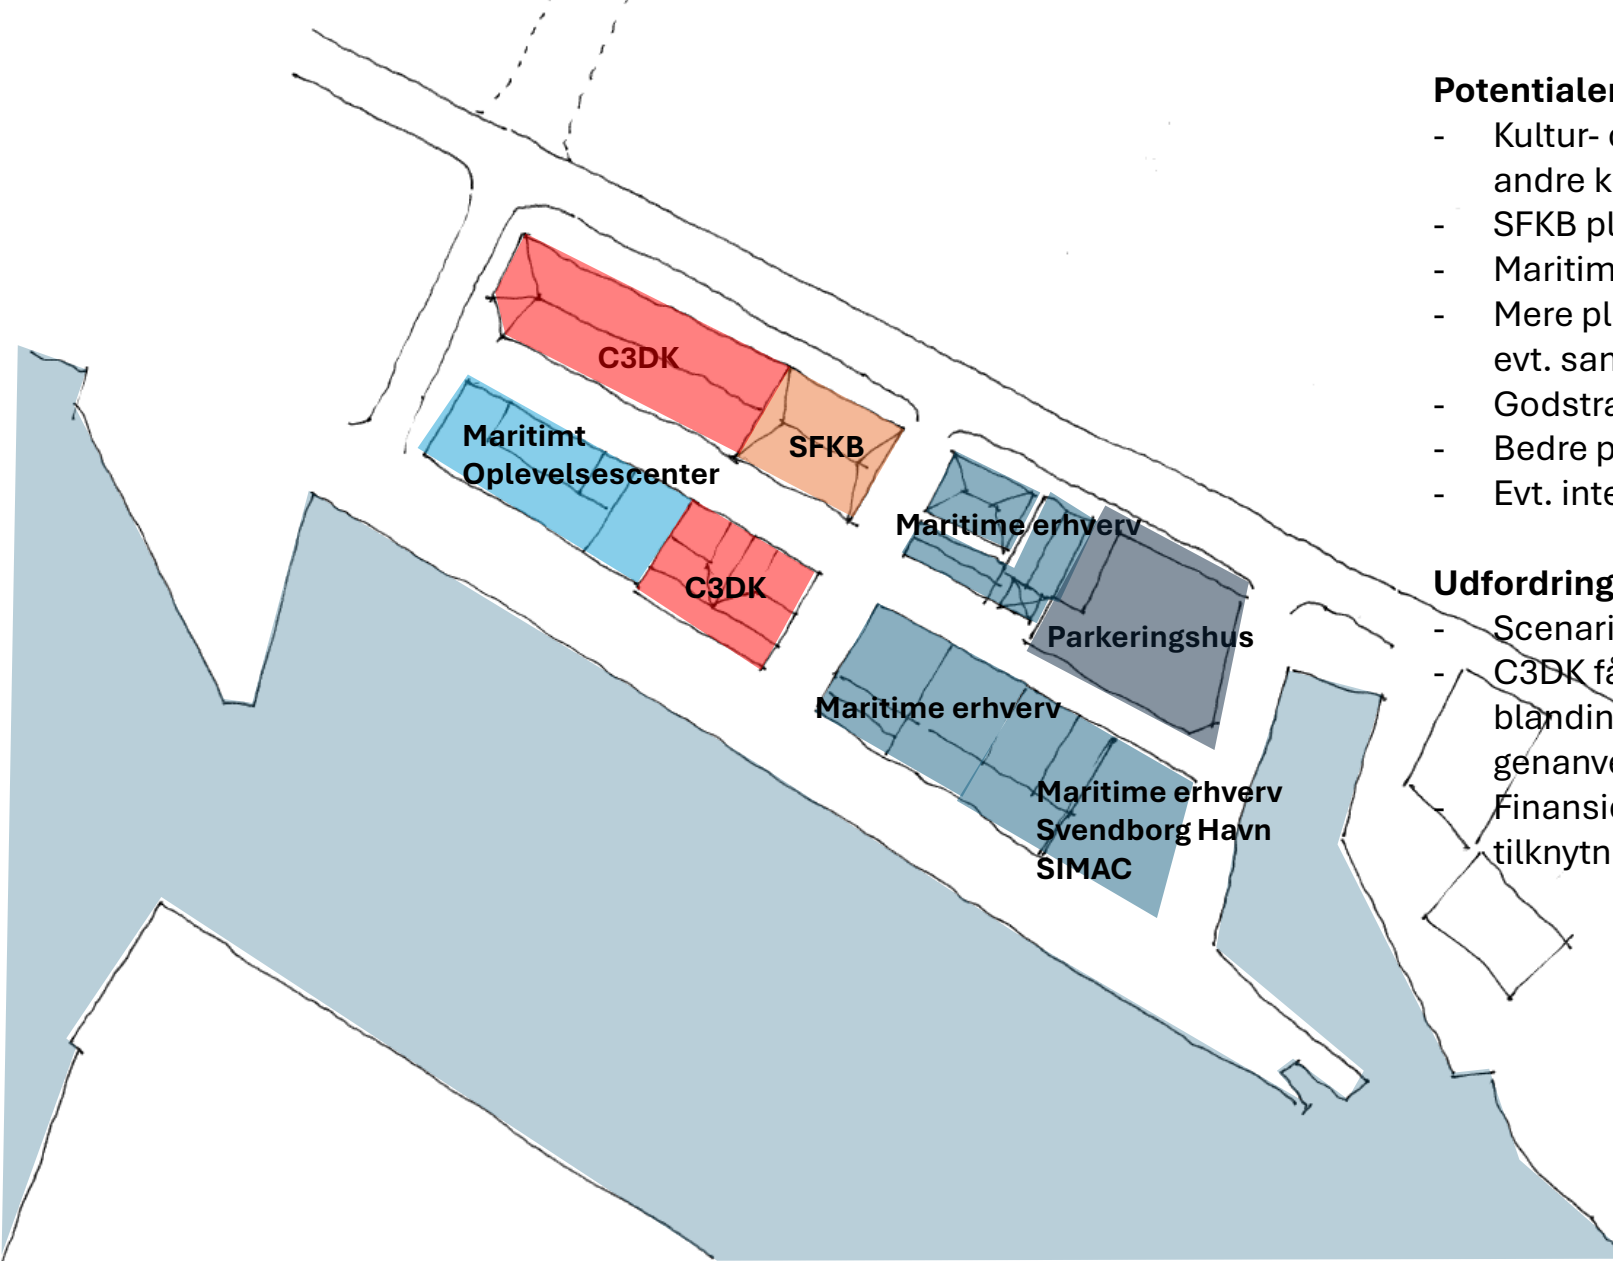 C3DK
SFKB
Maritimt
Oplevelsescenter
C3DK
Maritime erhverv
Parkeringshus
Maritime erhverv
Maritime erhverv
Svendborg Havn
SIMAC
Potentialer
- Kultur-
andre k
- SFKB pl
- Maritim
- Mere pl
evt. san
- Godstra
- Bedre p
- Evt. inte
Udfordring
- Scenari
- C3DK få
blandin
genanve
- Finansie
tilknytn